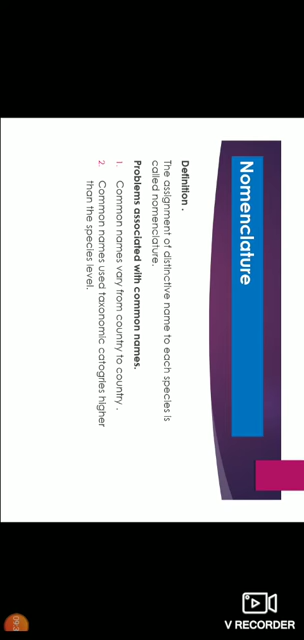 Nomenclature
Definition .
The assignment of distinctive name to each species is
called nomenclature.
Problems associated with common names.
1. Common names vary from country to country .
2. Common names used taxonomic catogries higher
than the species level.
V RECORDER